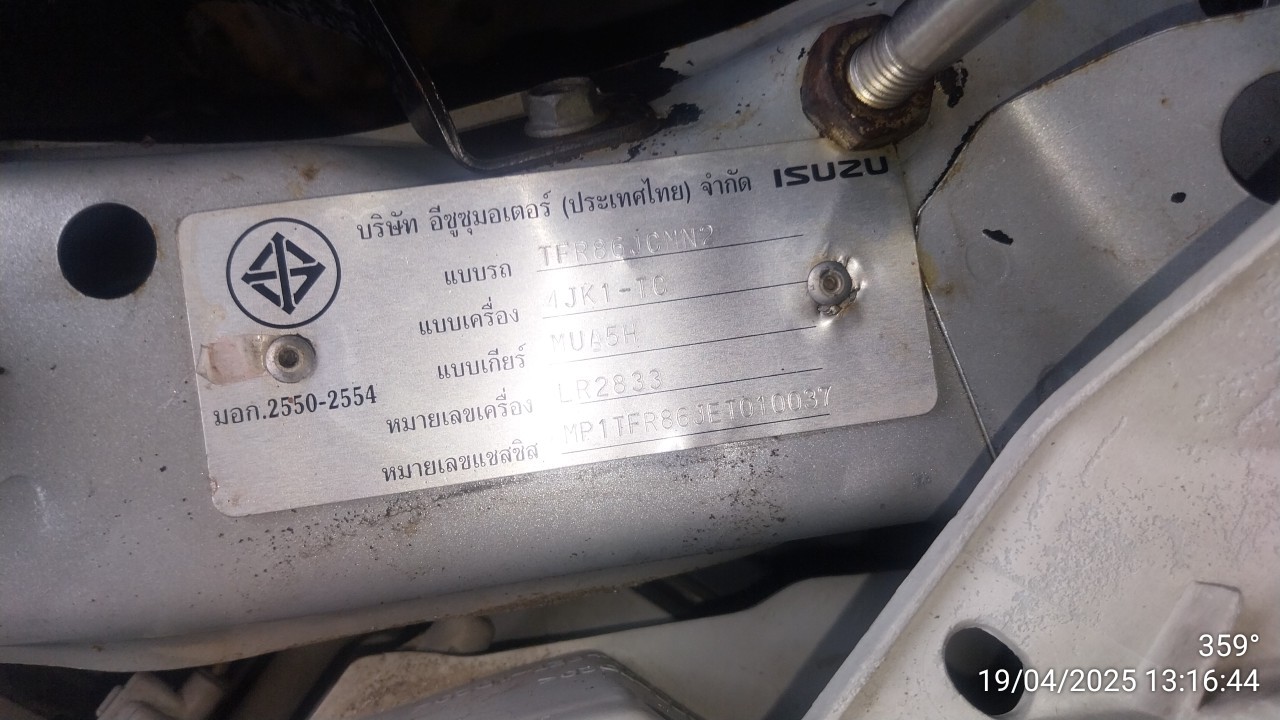 บริษัท อีซูซุมอเตอร์ (ประเทศไทย) จำกัด ISUZU
แบบรถ TFR86JCMN2
แบบเครื่อง 4JK1-TC
แบบเกียร์ MUA5H
หมายเลขเครื่อง LR2833
หมายเลขแชสซิส MP1TFR86JET010037
มอก.2550-2554
359°
19/04/2025 13:16:44